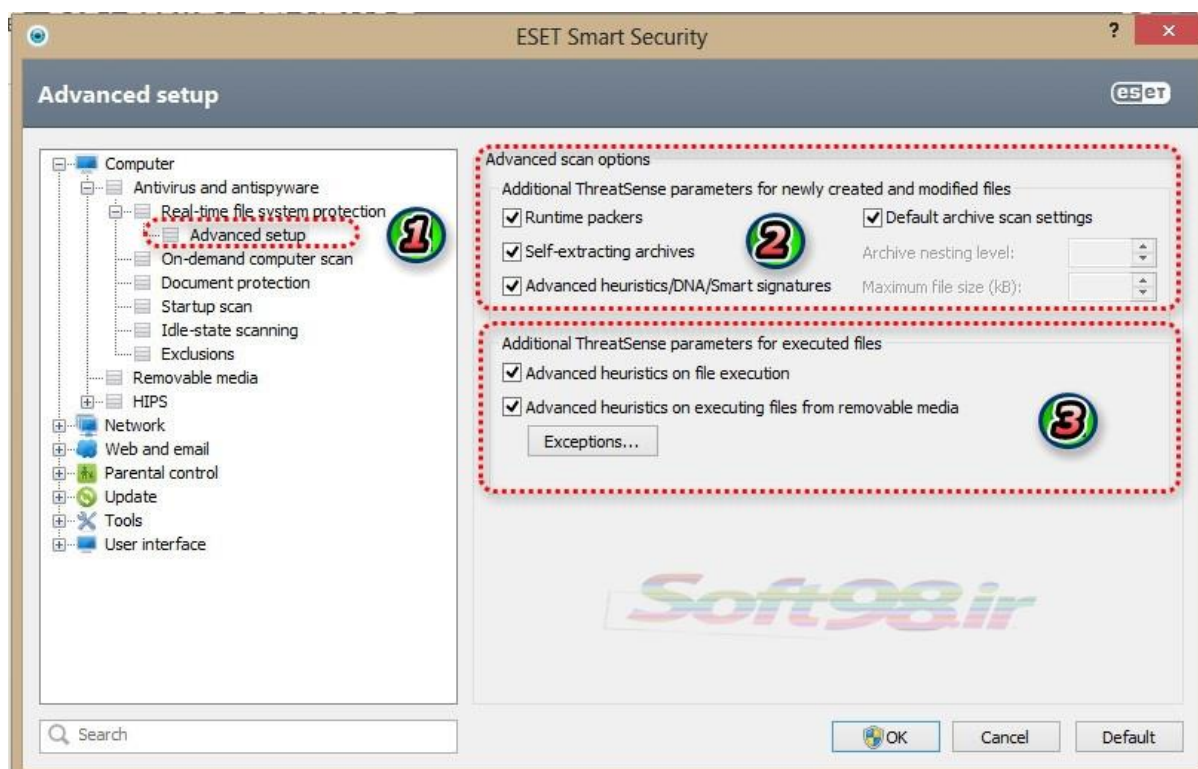 ESET Smart Security
?
Advanced setup
eset
Computer
Antivirus and antispyware
Real-time file system protection
Advanced setup
On-demand computer scan
Document protection
Startup scan
Idle-state scanning
Exclusions
Removable media
HIPS
Network
Web and email
Parental control
Update
Tools
User interface
1
Advanced scan options
Additional ThreatSense parameters for newly created and modified files
Runtime packers
Default archive scan settings
Self-extracting archives
Archive nesting level:
Advanced heuristics/DNA/Smart signatures
Maximum file size (kB):
2
Additional ThreatSense parameters for executed files
Advanced heuristics on file execution
Advanced heuristics on executing files from removable media
Exceptions...
3
Soft98.ir
Search
OK
Cancel
Default